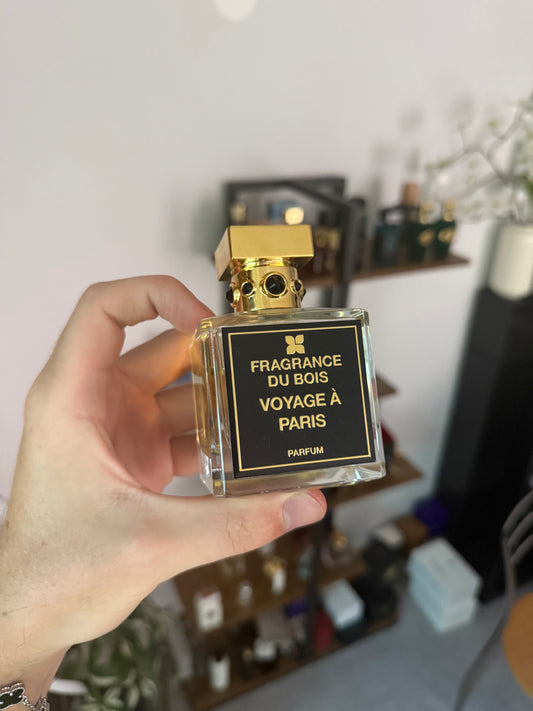 FRAGRANCE
DU BOIS
VOYAGE À
PARIS
PARFUM